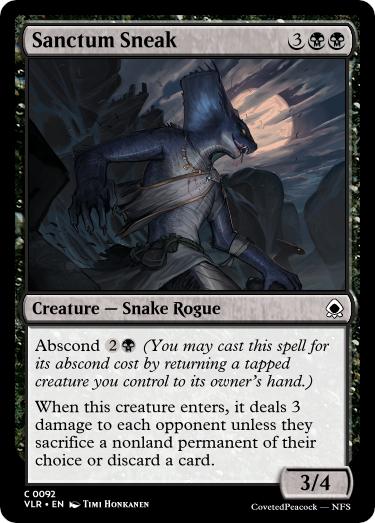 Sanctum Sneak 3
Creature — Snake Rogue
Abscond 2 (You may cast this spell for
its abscond cost by returning a tapped
creature you control to its owner's hand.)
When this creature enters, it deals 3
damage to each opponent unless they
sacrifice a nonland permanent of their
choice or discard a card.
3/4
C 0092
VLR • EN Timi Honkanen
CovetedPeacock — NFS